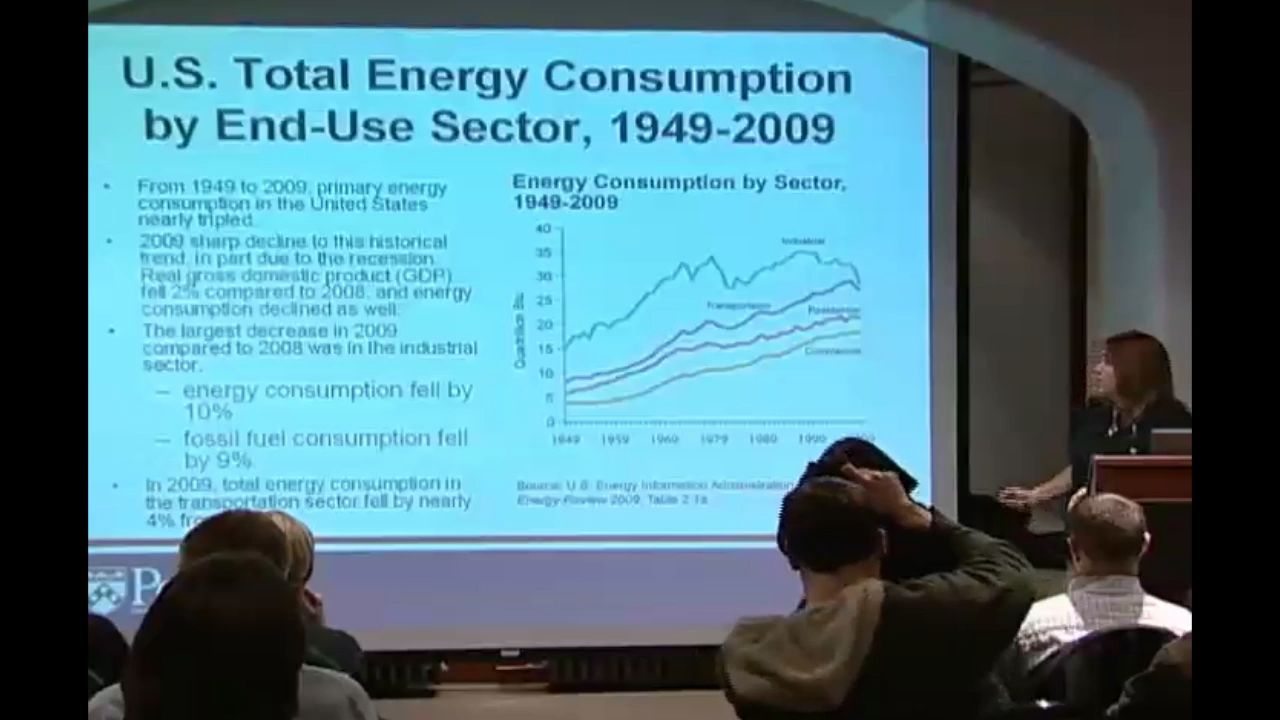 U.S. Total Energy Consumption
by End-Use Sector, 1949-2009
• From 1949 to 2009, primary energy
consumption in the United States
nearly tripled.
• 2009 sharp decline to this historical
trend, in part due to the recession.
Real gross domestic product (GDP)
fell 2% compared to 2008, and energy
consumption declined as well.
• The largest decrease in 2009
compared to 2008 was in the industrial
sector.
– energy consumption fell by
10%
– fossil fuel consumption fell
by 9%
• In 2009, total energy consumption in
the transportation sector fell by nearly
4%
Energy Consumption by Sector,
1949-2009
Quadrillion Btu
40
35
30
25
20
15
10
5
0
1949 1959 1969 1979 1989 1999
Industrial
Transportation
Residential
Commercial
Source: U.S. Energy Information Administration
Energy Review 2009, Table 2.1a